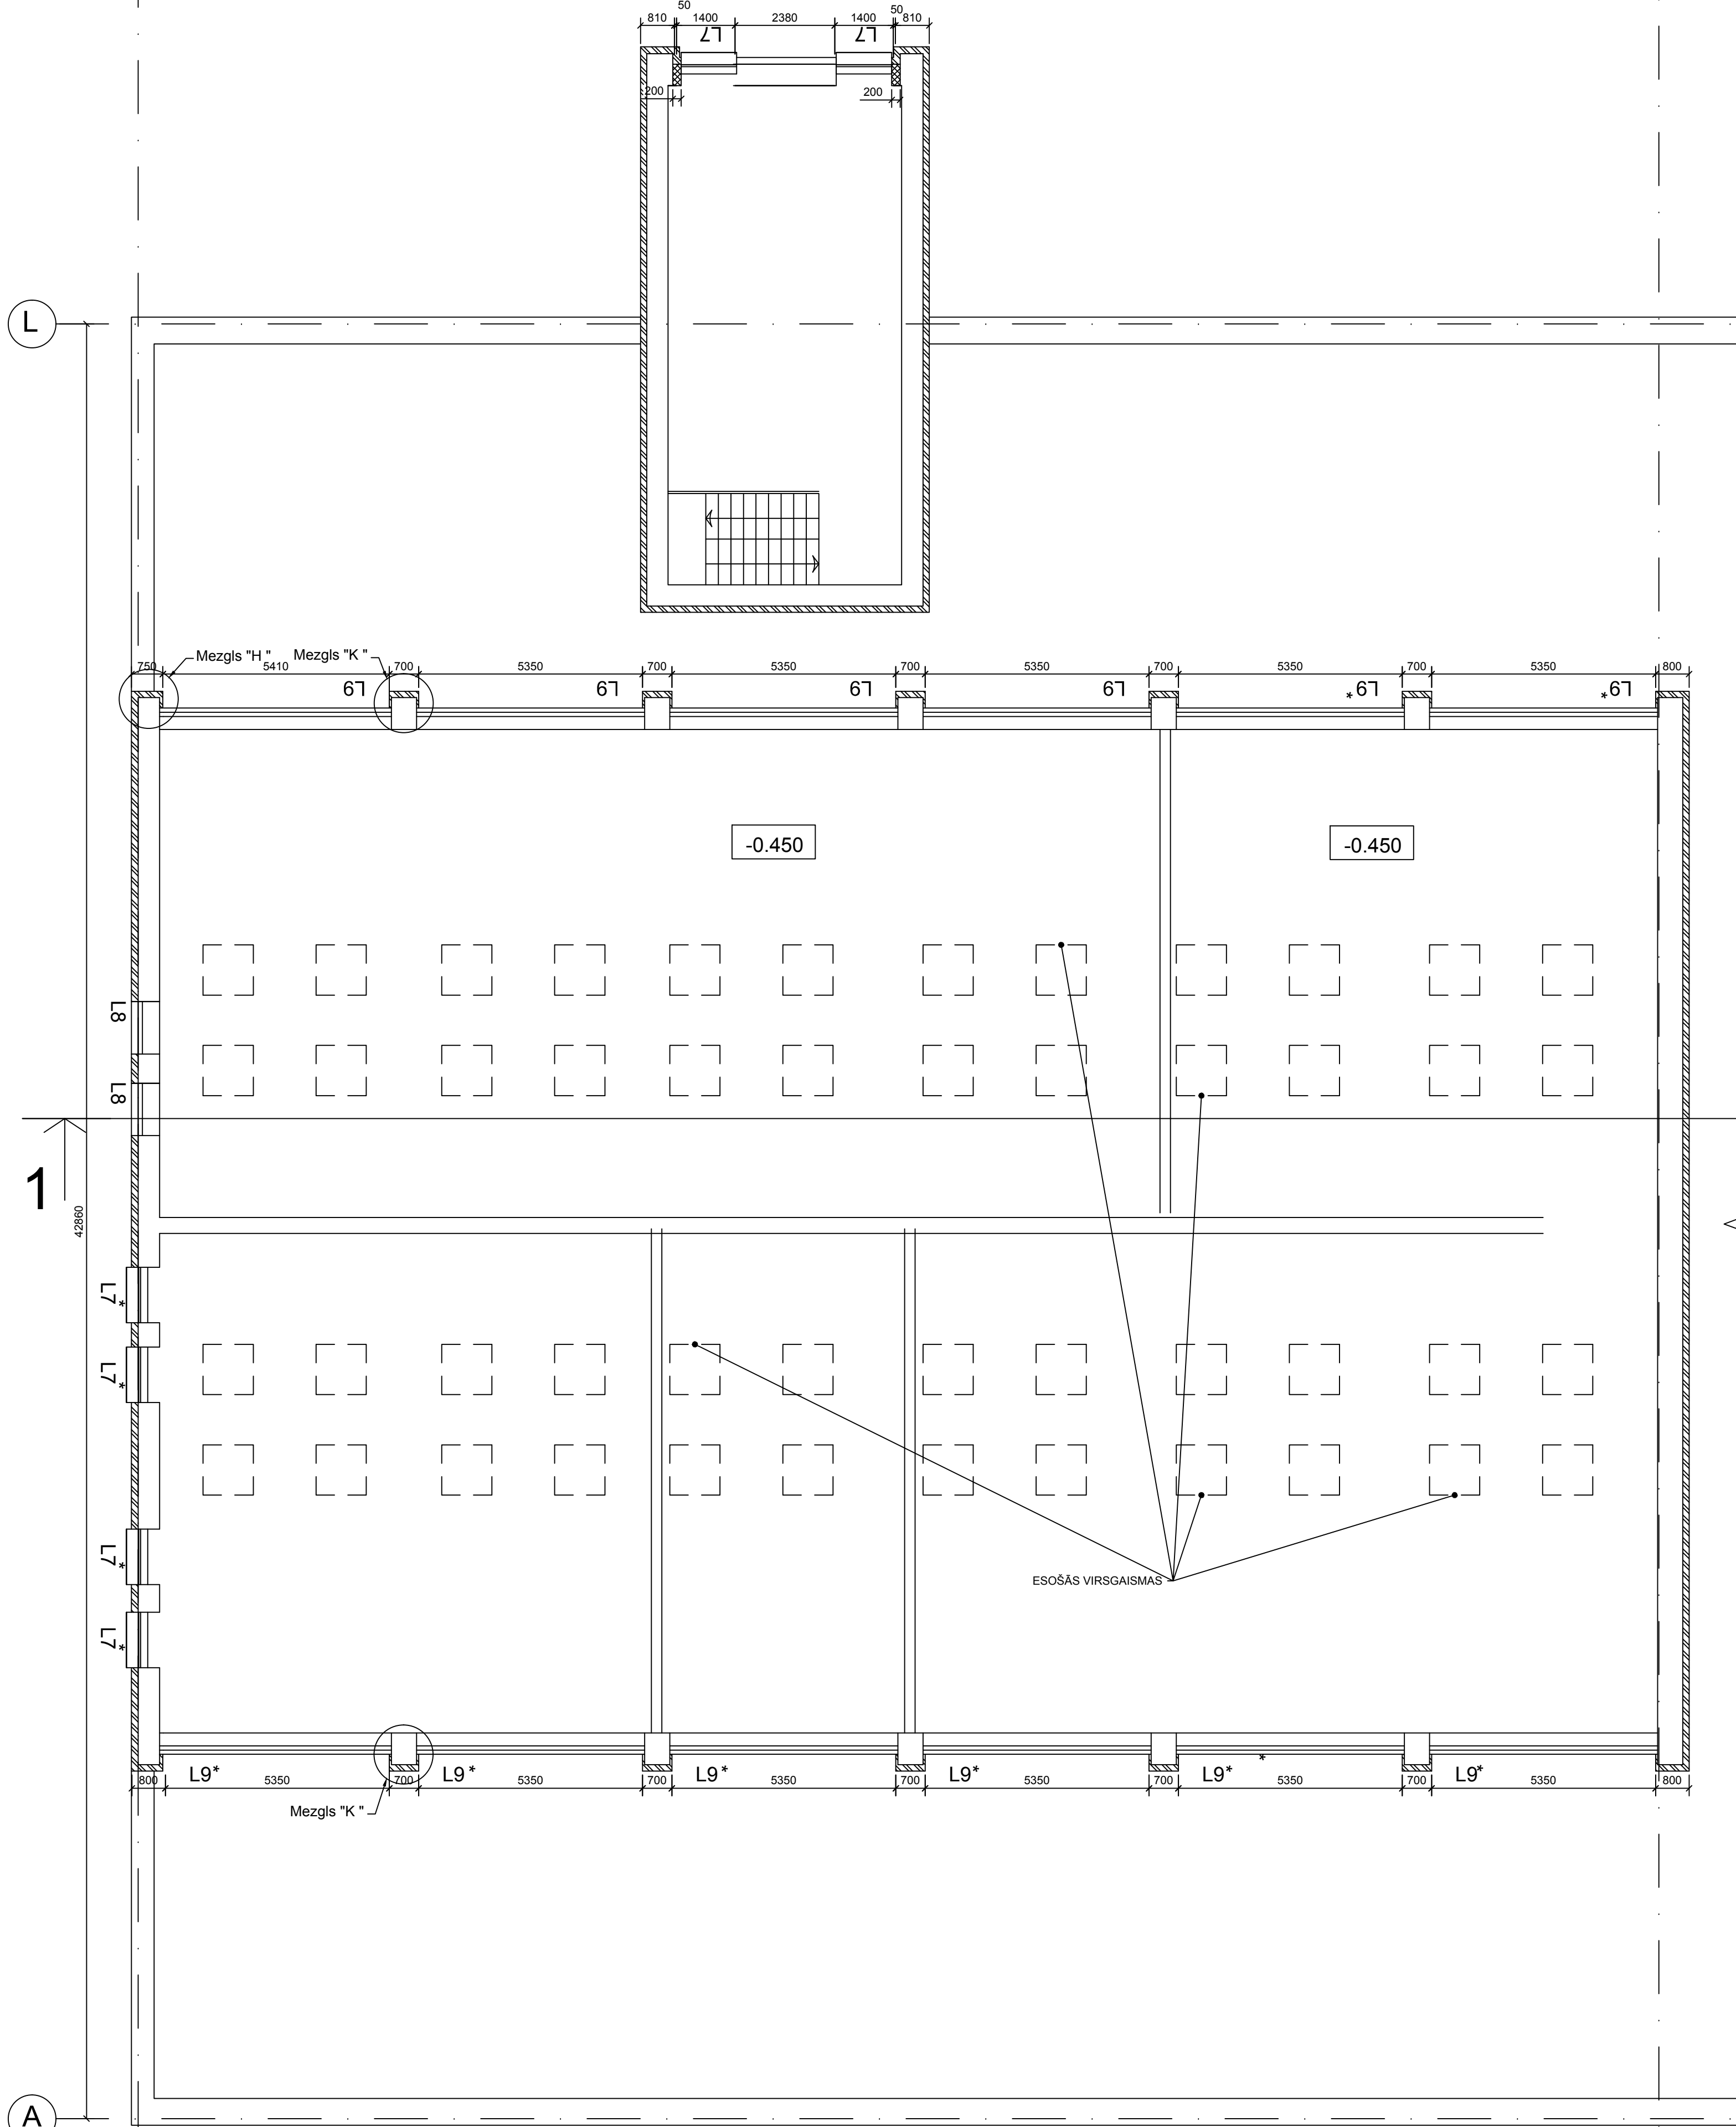 50
50
810 1400 2380 1400 810
L7 L7
200 200
L
Mezgls "H " Mezgls "K "
750 5410 700 5350 700 5350 700 5350 700 5350 700 5350 800
L9 L9 L9 L9 L9* L9*
-0.450 -0.450
L8
L8
1
42860
L7*
L7*
L7*
ESOŠĀS VIRSGAISMAS
L7*
L9* L9* L9* L9* L9* * L9*
800 5350 700 5350 700 5350 700 5350 700 5350 700 5350 800
Mezgls "K "
A